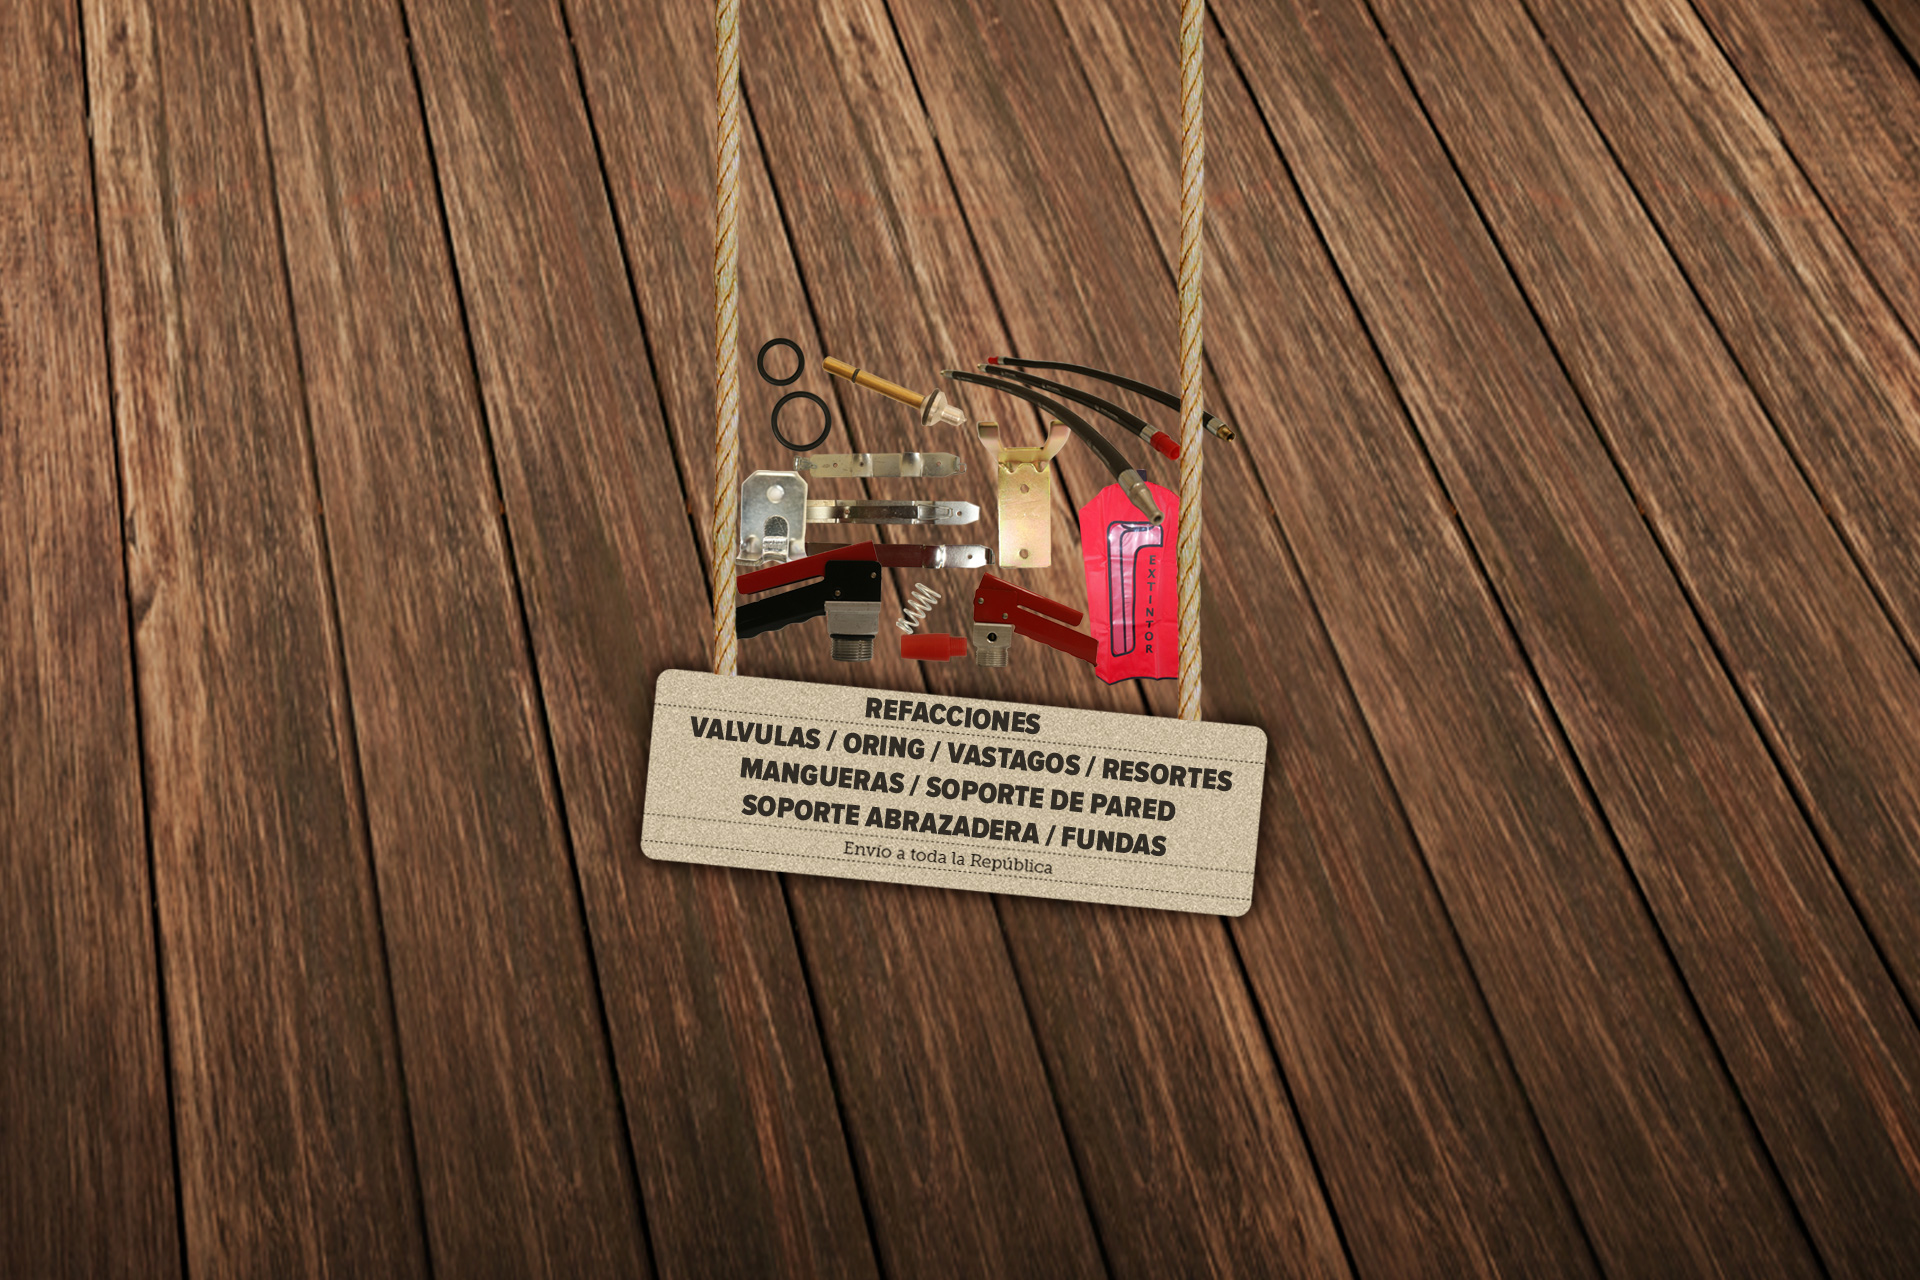 EXTINTOR
REFACCIONES
VALVULAS / ORING / VASTAGOS / RESORTES
MANGUERAS / SOPORTE DE PARED
SOPORTE ABRAZADERA / FUNDAS
Envío a toda la República